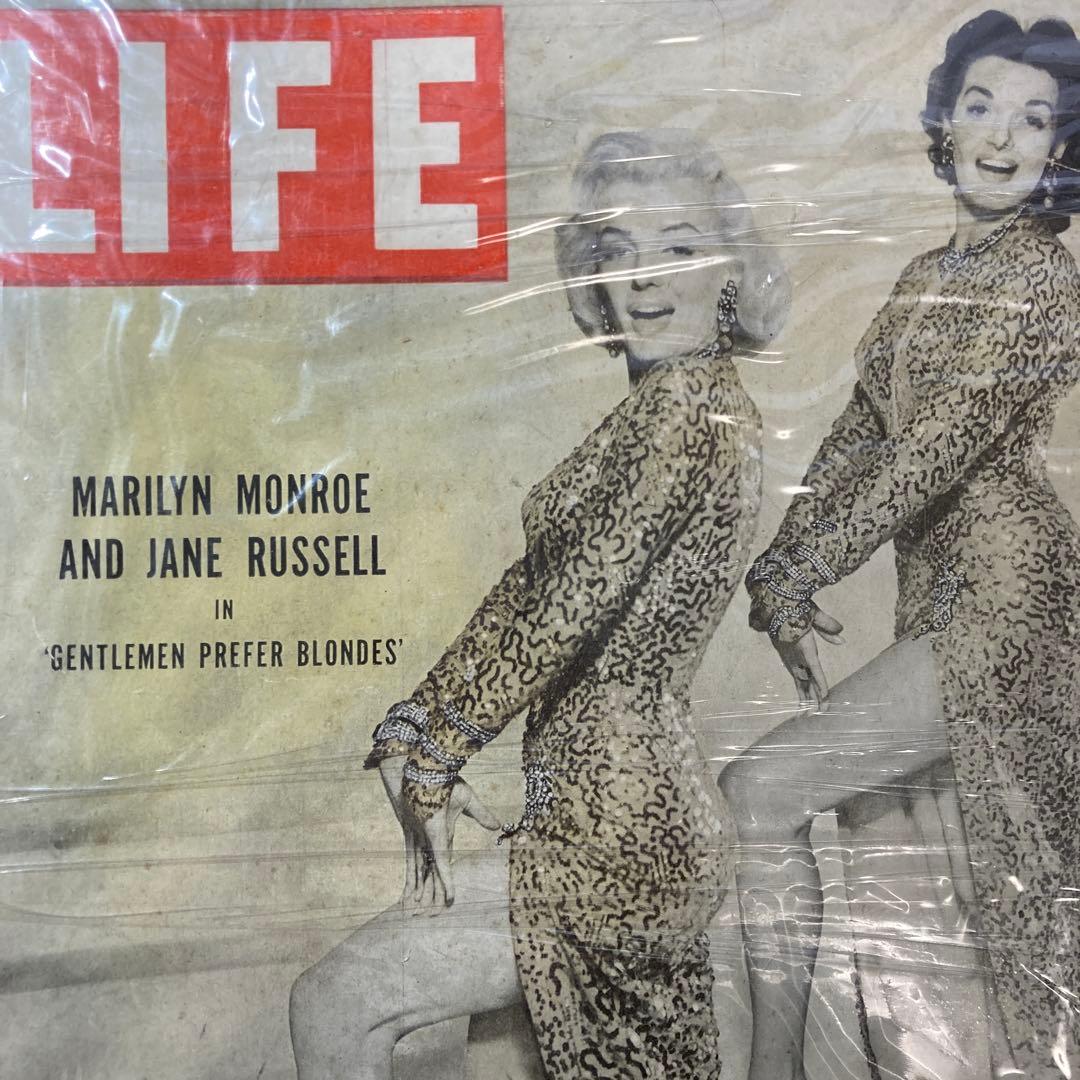 LIFE
MARILYN MONROE
AND JANE RUSSELL
IN
'GENTLEMEN PREFER BLONDES'